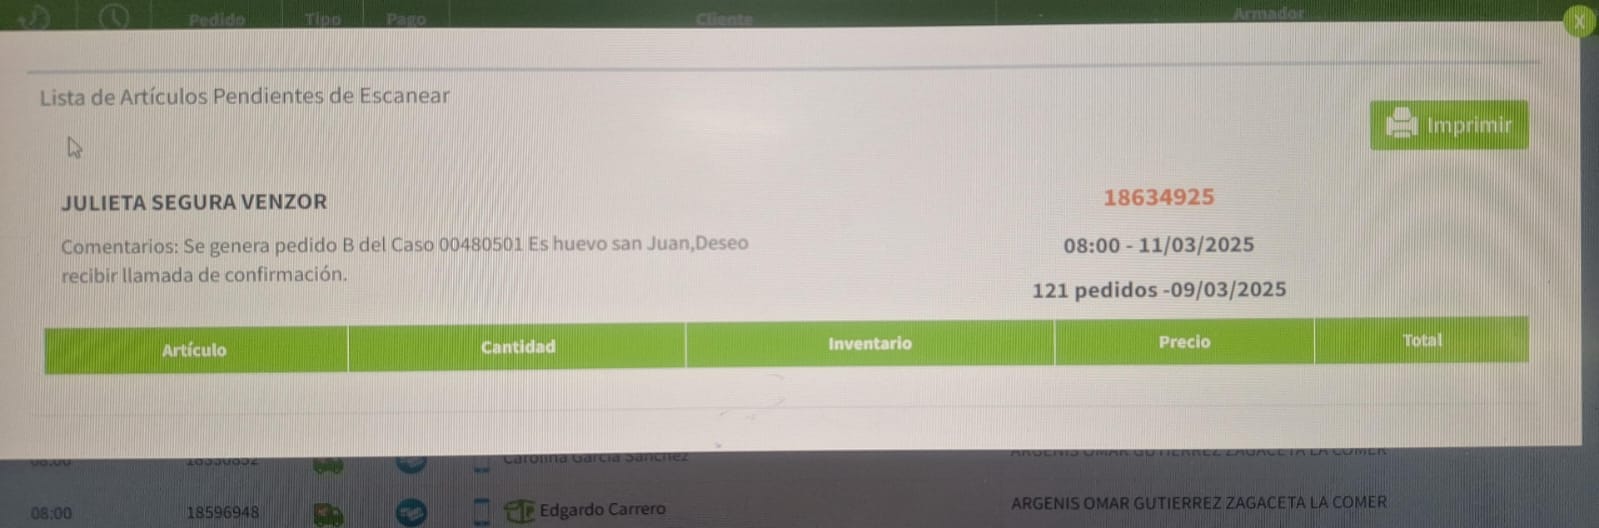 Pedido Tipo Pago Cliente Armador
X
Lista de Artículos Pendientes de Escanear
Imprimir
JULIETA SEGURA VENZOR
18634925
Comentarios: Se genera pedido B del Caso 00480501 Es huevo san Juan,Deseo
recibir llamada de confirmación.
08:00 - 11/03/2025
121 pedidos -09/03/2025
Artículo Cantidad Inventario Precio Total
08:00 Carolina García Sánchez ARGENIS OMAR GUTIERREZ ZAGACETA LA COMER
08:00 18596948 Edgardo Carrero ARGENIS OMAR GUTIERREZ ZAGACETA LA COMER